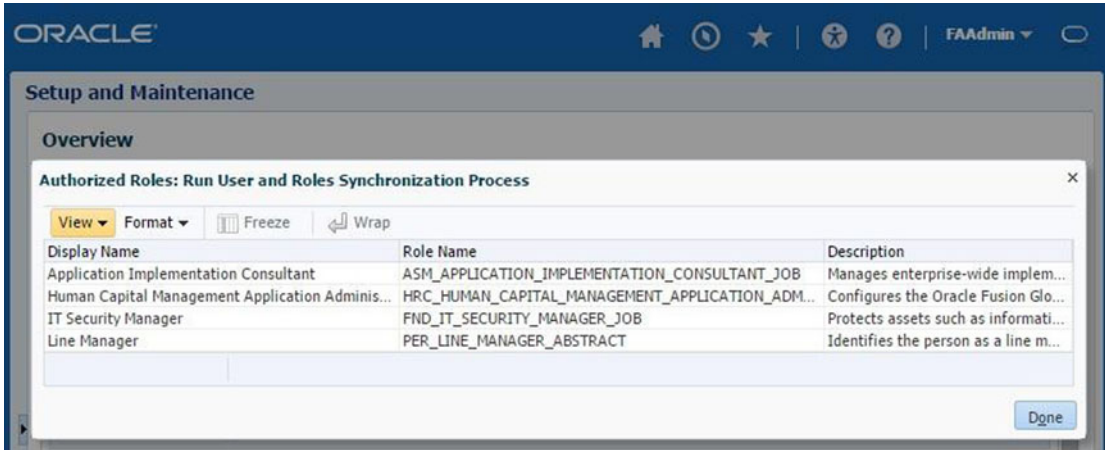 ORACLE
FAAdmin
Setup and Maintenance
Overview
Authorized Roles: Run User and Roles Synchronization Process
View Format Freeze Wrap
Display Name Role Name Description
Application Implementation Consultant ASM_APPLICATION_IMPLEMENTATION_CONSULTANT_JOB Manages enterprise-wide implem...
Human Capital Management Application Adminis... HRC_HUMAN_CAPITAL_MANAGEMENT_APPLICATION_ADM... Configures the Oracle Fusion Glo...
IT Security Manager FND_IT_SECURITY_MANAGER_JOB Protects assets such as informati...
Line Manager PER_LINE_MANAGER_ABSTRACT Identifies the person as a line m...
Done